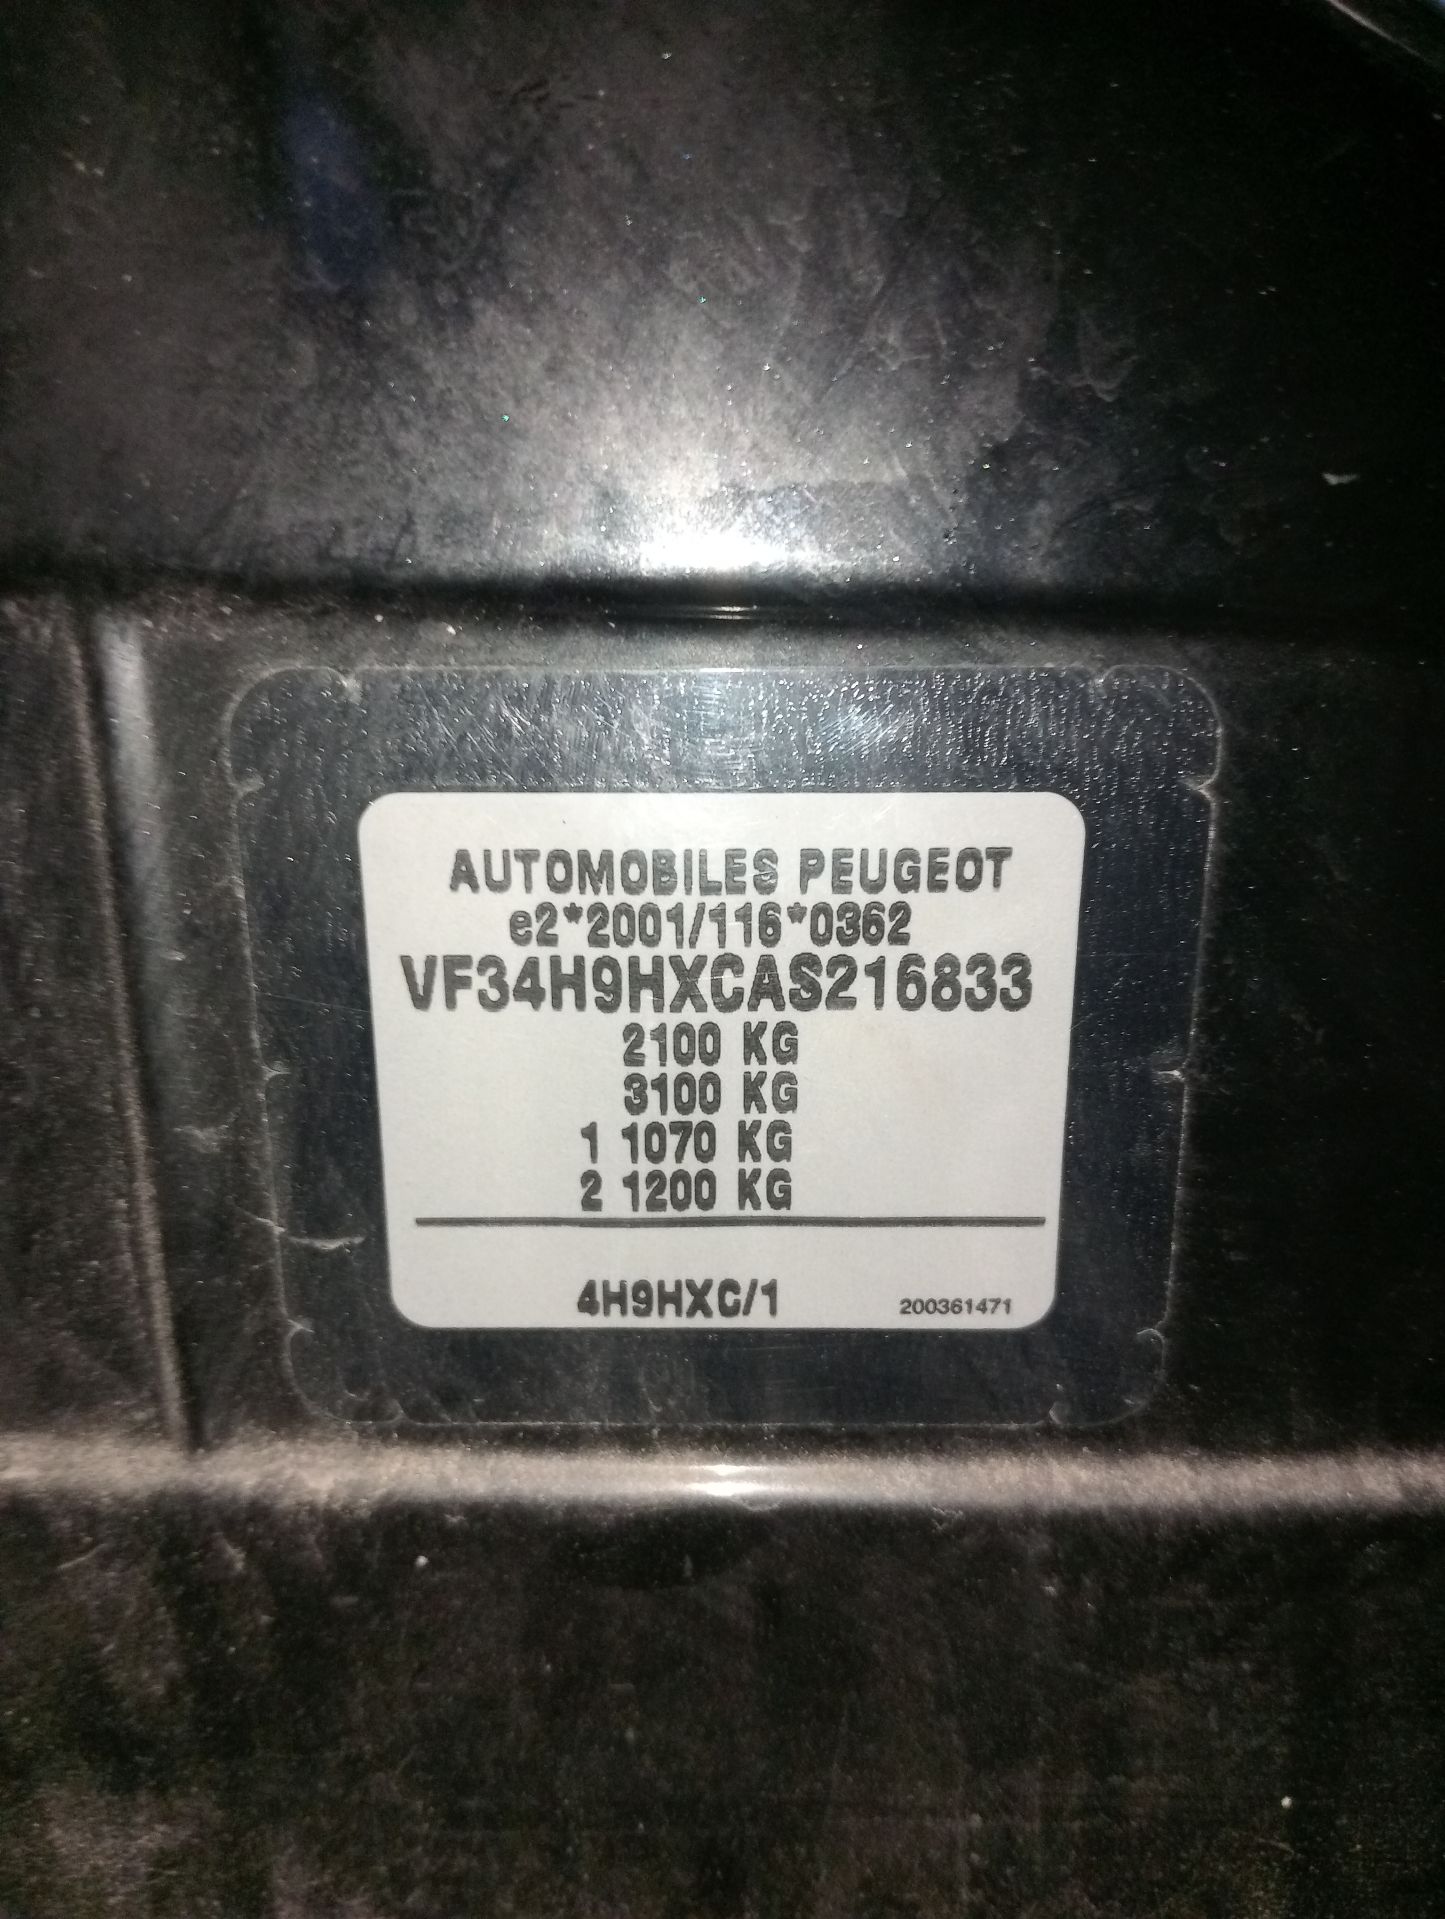 AUTOMOBILES PEUGEOT
e2*2001/116*0362
VF34H9HXCAS216833
2100 KG
3100 KG
1 1070 KG
2 1200 KG
4H9HXC/1
200361471